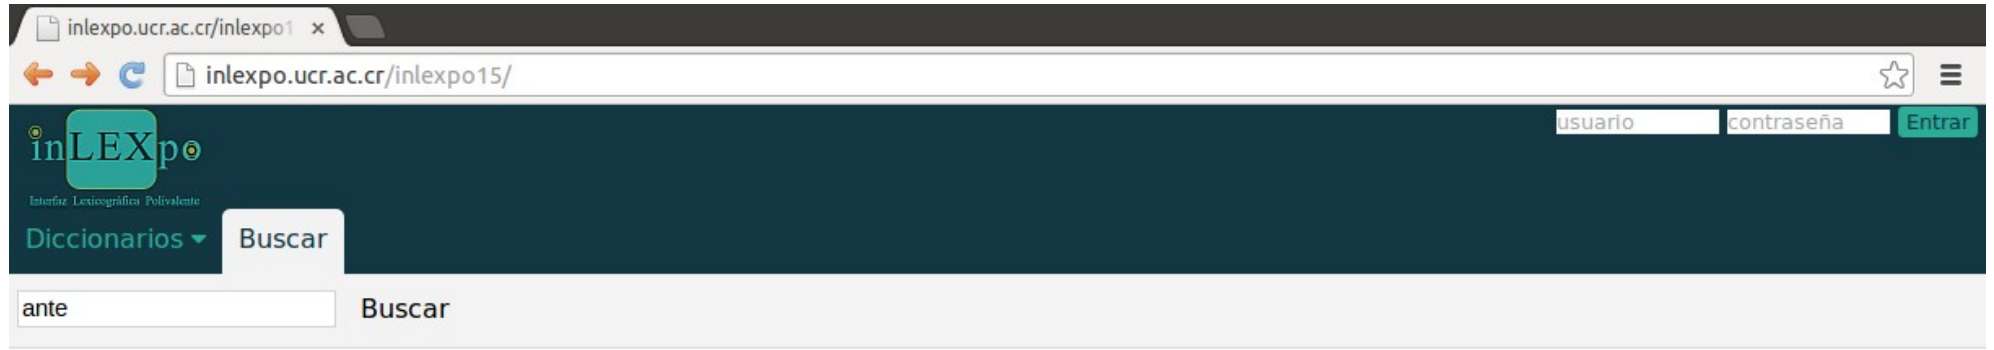 inlexpo.ucr.ac.cr/inlexpo1
inlexpo.ucr.ac.cr/inlexpo15/
inLEXpo
Interfaz Lexicográfica Polivalente
usuario contraseña Entrar
Diccionarios Buscar
ante Buscar